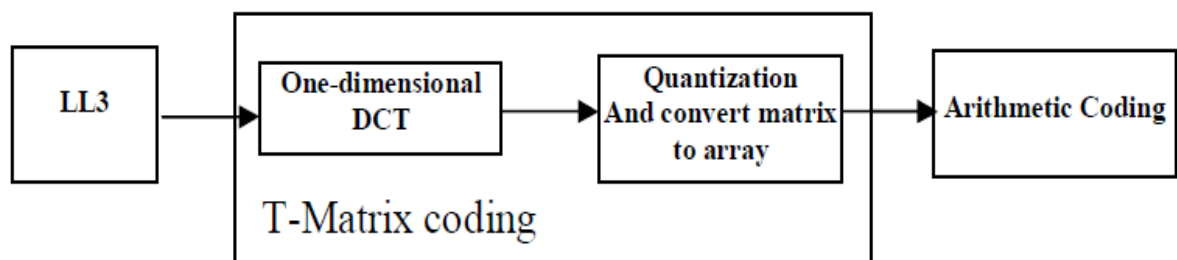 LL3
One-dimensional
DCT
Quantization
And convert matrix
to array
Arithmetic Coding
T-Matrix coding